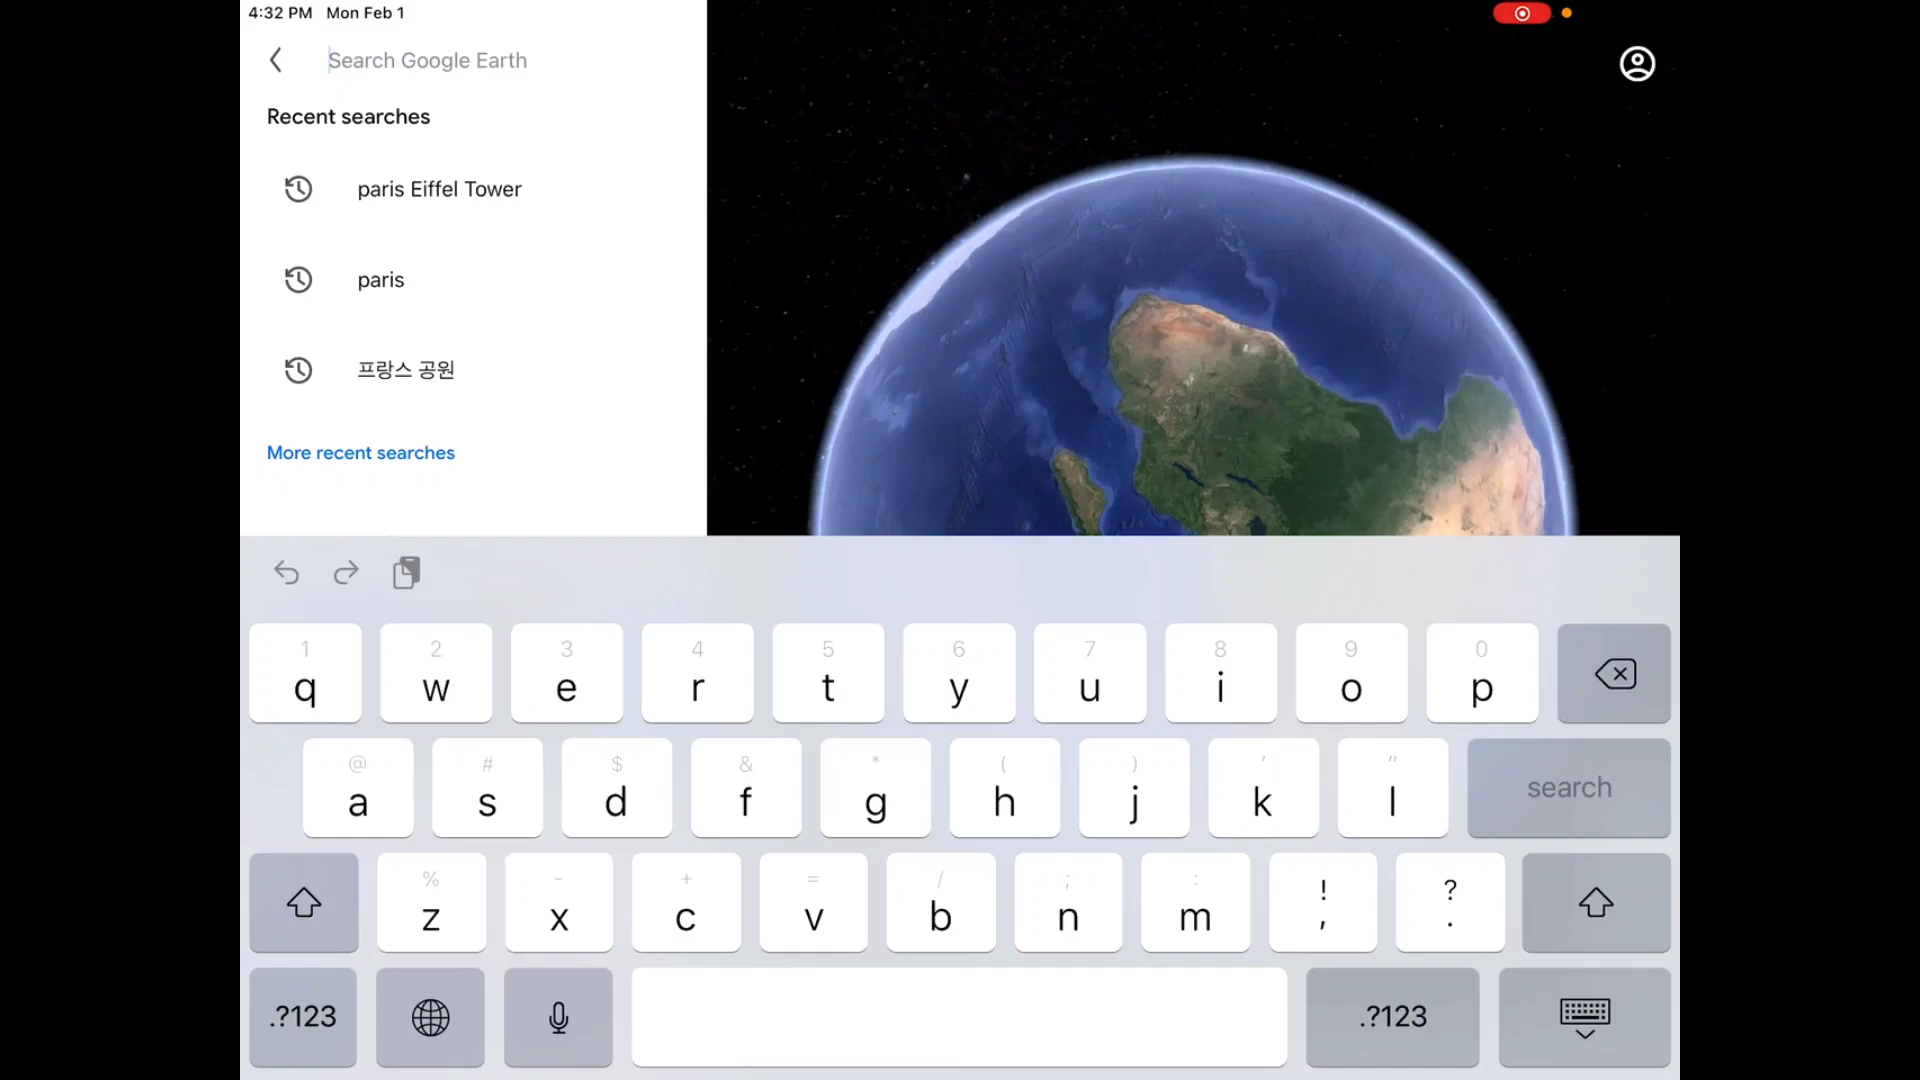 4:32 PM Mon Feb 1
Search Google Earth
Recent searches
paris Eiffel Tower
paris
프랑스 공원
More recent searches
1 2 3 4 5 6 7 8 9 0
q w e r t y u i o p
@ # $ & * ( ) ' "
a s d f g h j k l search
% - + = / ; : ! ?
z x c v b n m , .
.?123 .?123